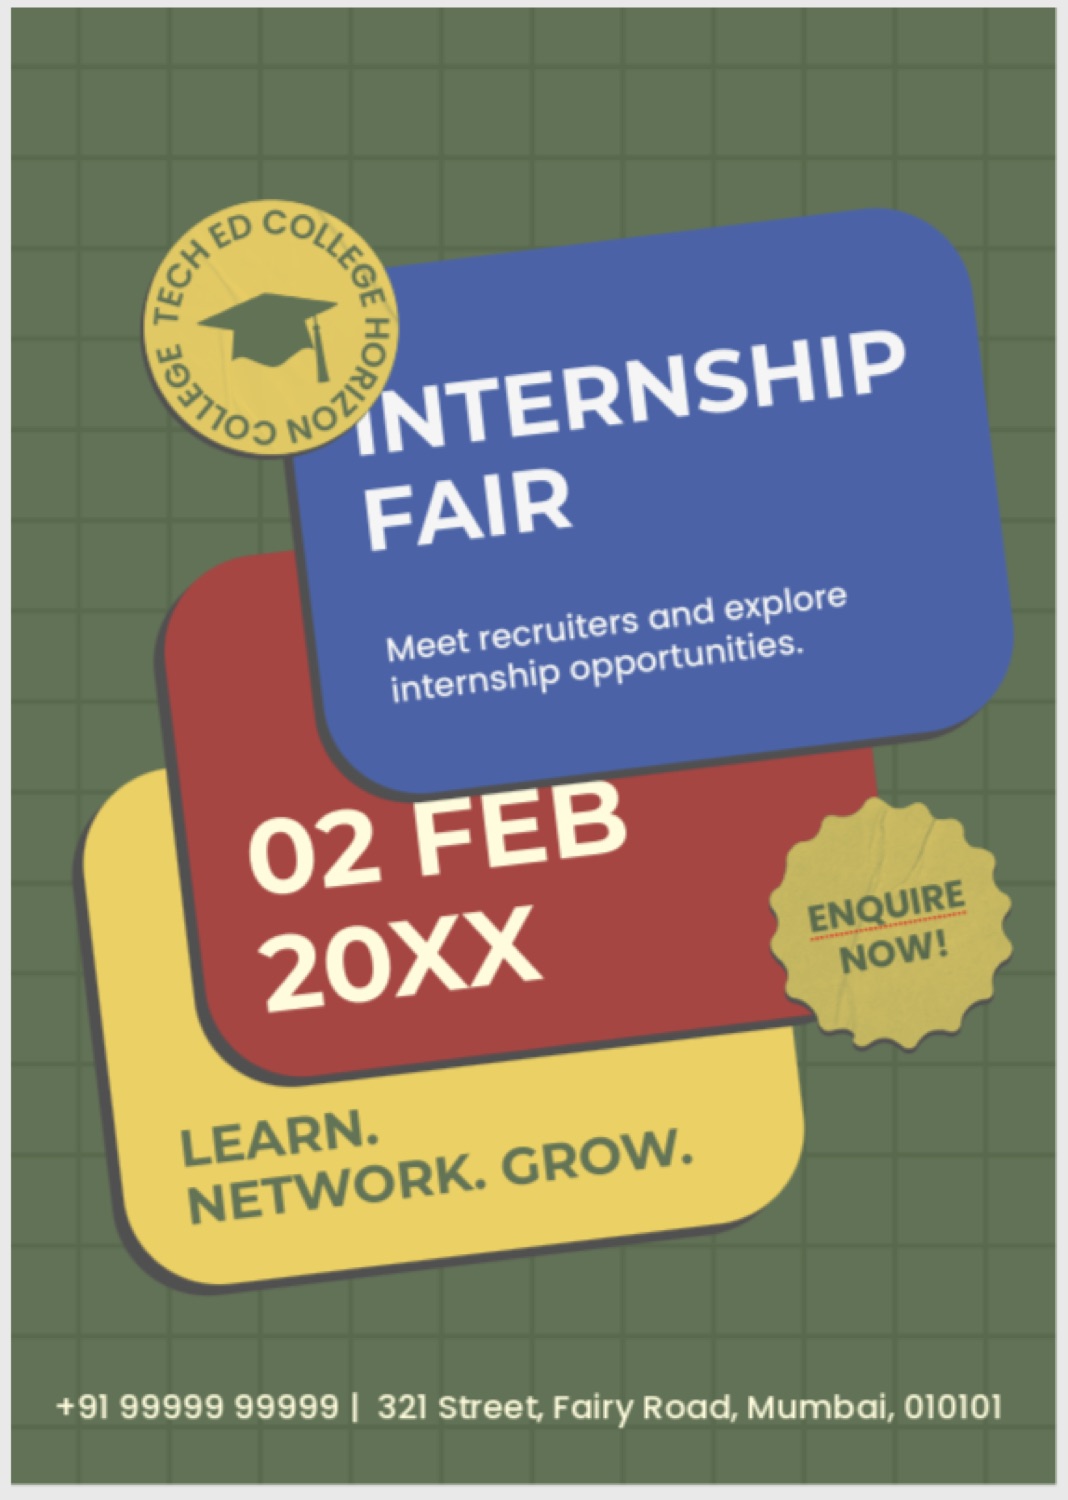 TECH ED COLLEGE HORIZON COLLEGE
INTERNSHIP
FAIR
Meet recruiters and explore
internship opportunities.
02 FEB
20XX
ENQUIRE
NOW!
LEARN.
NETWORK. GROW.
+91 99999 99999 | 321 Street, Fairy Road, Mumbai, 010101